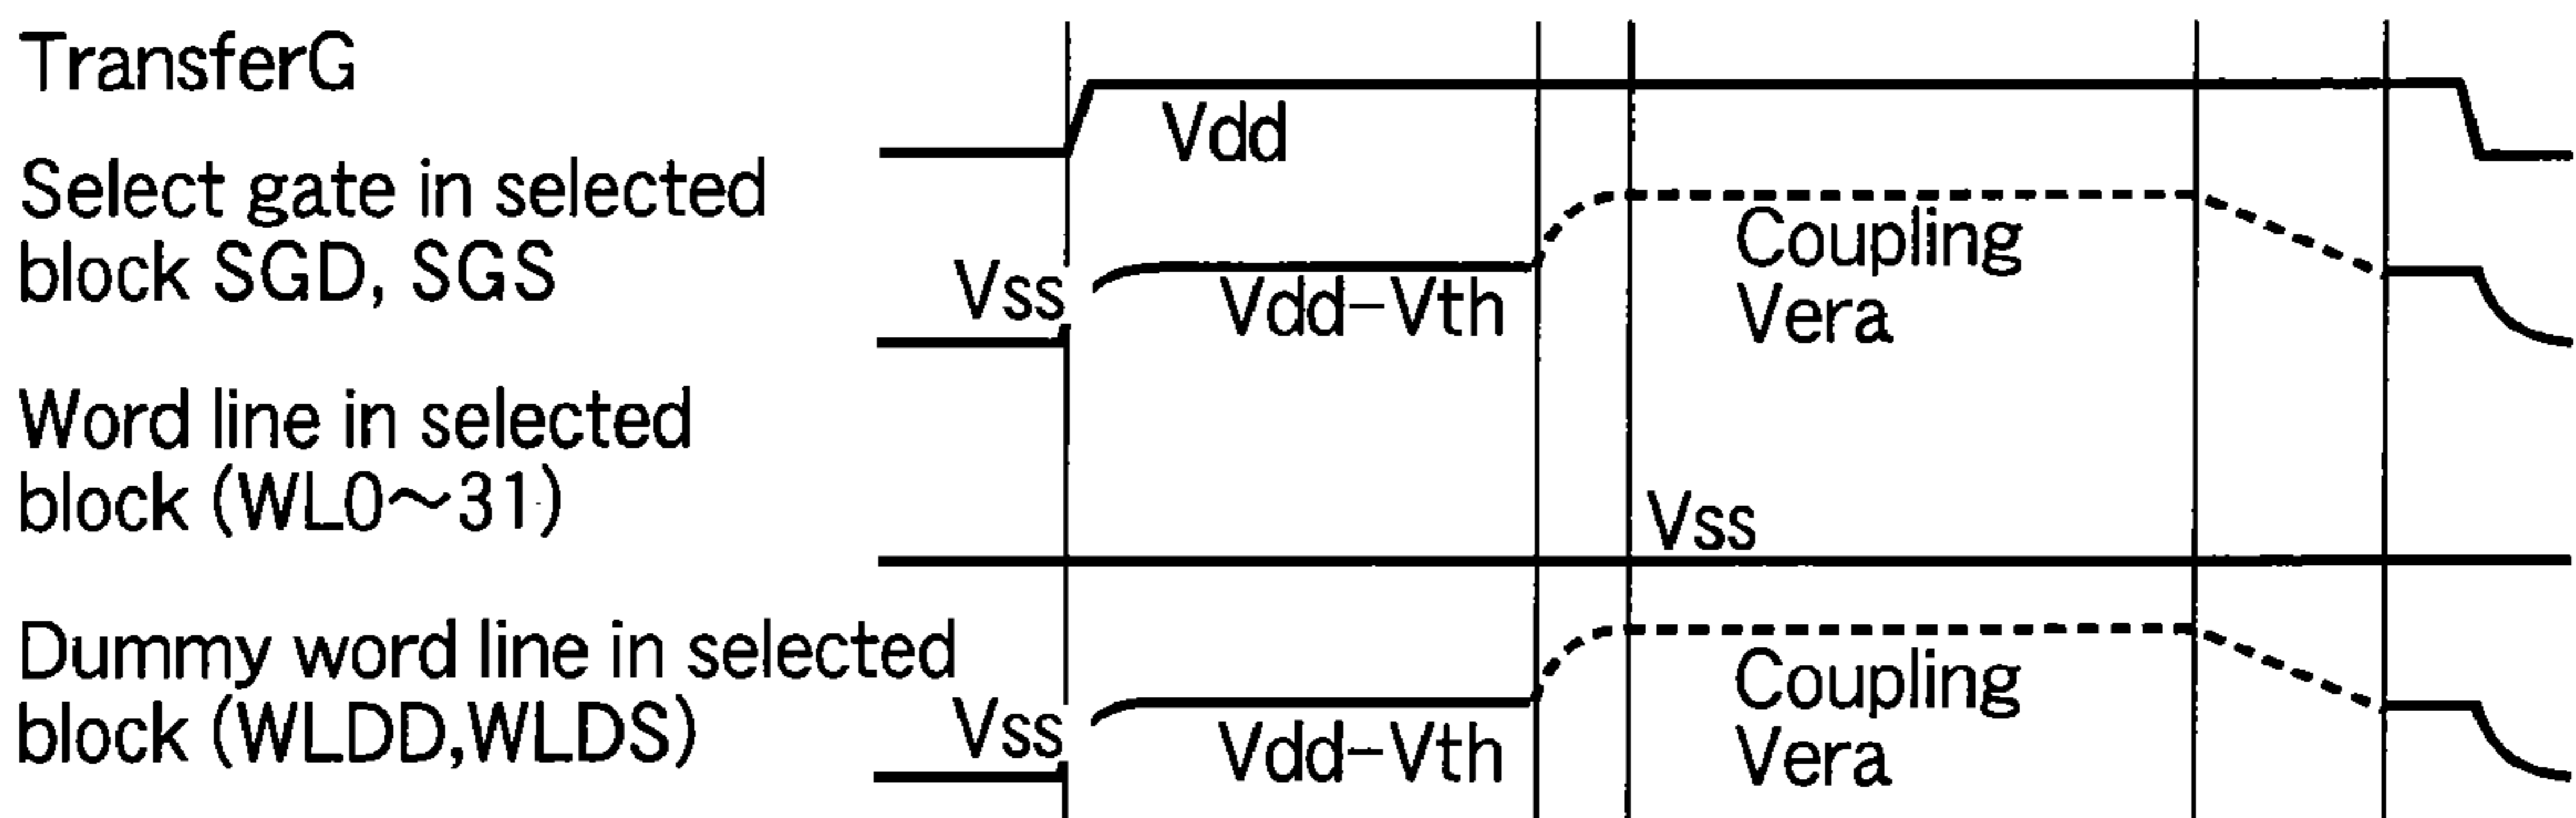 TransferG
Vdd
Select gate in selected
block SGD, SGS
Vss
Vdd-Vth
Coupling
Vera
Word line in selected
block (WL0~31)
Vss
Dummy word line in selected
block (WLDD,WLDS)
Vss
Vdd-Vth
Coupling
Vera